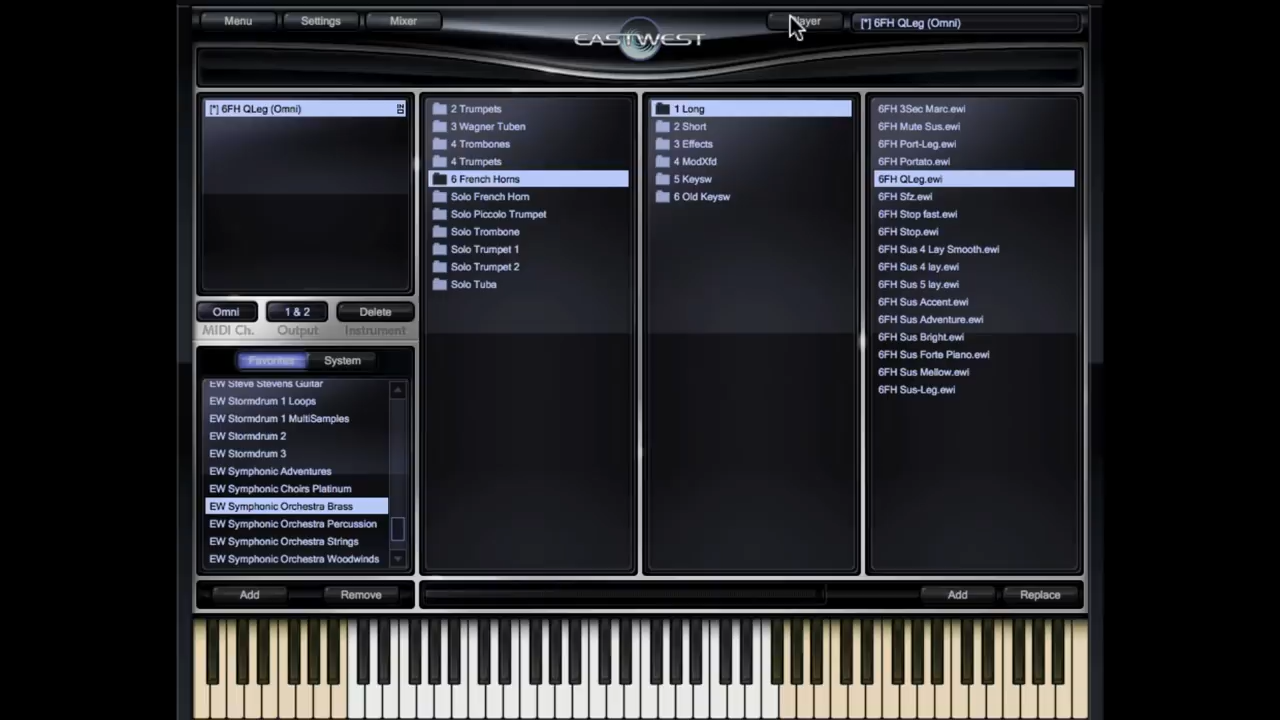 Menu
Settings
Mixer
EASTWEST
[*] 6FH QLeg (Omni)
[*] 6FH QLeg (Omni)
Omni
1 & 2
Delete
MIDI Ch.
Output
Instrument
Favorites
System
EW Steve Stevens Guitar
EW Stormdrum 1 Loops
EW Stormdrum 1 MultiSamples
EW Stormdrum 2
EW Stormdrum 3
EW Symphonic Adventures
EW Symphonic Choirs Platinum
EW Symphonic Orchestra Brass
EW Symphonic Orchestra Percussion
EW Symphonic Orchestra Strings
EW Symphonic Orchestra Woodwinds
Add
Remove
2 Trumpets
3 Wagner Tuben
4 Trombones
4 Trumpets
6 French Horns
Solo French Horn
Solo Piccolo Trumpet
Solo Trombone
Solo Trumpet 1
Solo Trumpet 2
Solo Tuba
1 Long
2 Short
3 Effects
4 ModXfd
5 Keysw
6 Old Keysw
6FH 3Sec Marc.ewi
6FH Mute Sus.ewi
6FH Port-Leg.ewi
6FH Portato.ewi
6FH QLeg.ewi
6FH Sfz.ewi
6FH Stop fast.ewi
6FH Stop.ewi
6FH Sus 4 Lay Smooth.ewi
6FH Sus 4 lay.ewi
6FH Sus 5 lay.ewi
6FH Sus Accent.ewi
6FH Sus Adventure.ewi
6FH Sus Bright.ewi
6FH Sus Forte Piano.ewi
6FH Sus Mellow.ewi
6FH Sus-Leg.ewi
Add
Replace